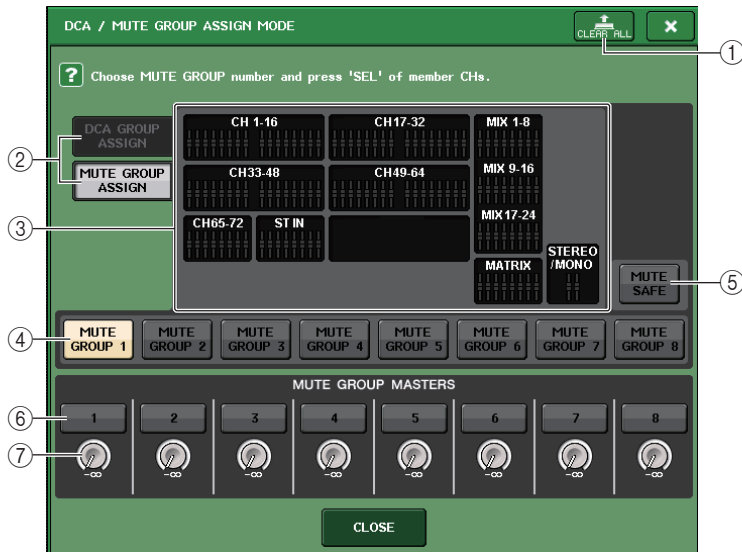 DCA / MUTE GROUP ASSIGN MODE
CLEAR ALL
×
①
? Choose MUTE GROUP number and press 'SEL' of member CHs.
②
DCA GROUP
ASSIGN
MUTE GROUP
ASSIGN
③
CH 1-16
CH17-32
MIX 1-8
CH33-48
CH49-64
MIX 9-16
CH65-72
ST IN
MIX17-24
MATRIX
STEREO
/MONO
MUTE
SAFE
⑤
④
MUTE
GROUP 1
MUTE
GROUP 2
MUTE
GROUP 3
MUTE
GROUP 4
MUTE
GROUP 5
MUTE
GROUP 6
MUTE
GROUP 7
MUTE
GROUP 8
MUTE GROUP MASTERS
⑥
1
2
3
4
5
6
7
8
⑦
-∞
-∞
-∞
-∞
-∞
-∞
-∞
-∞
CLOSE